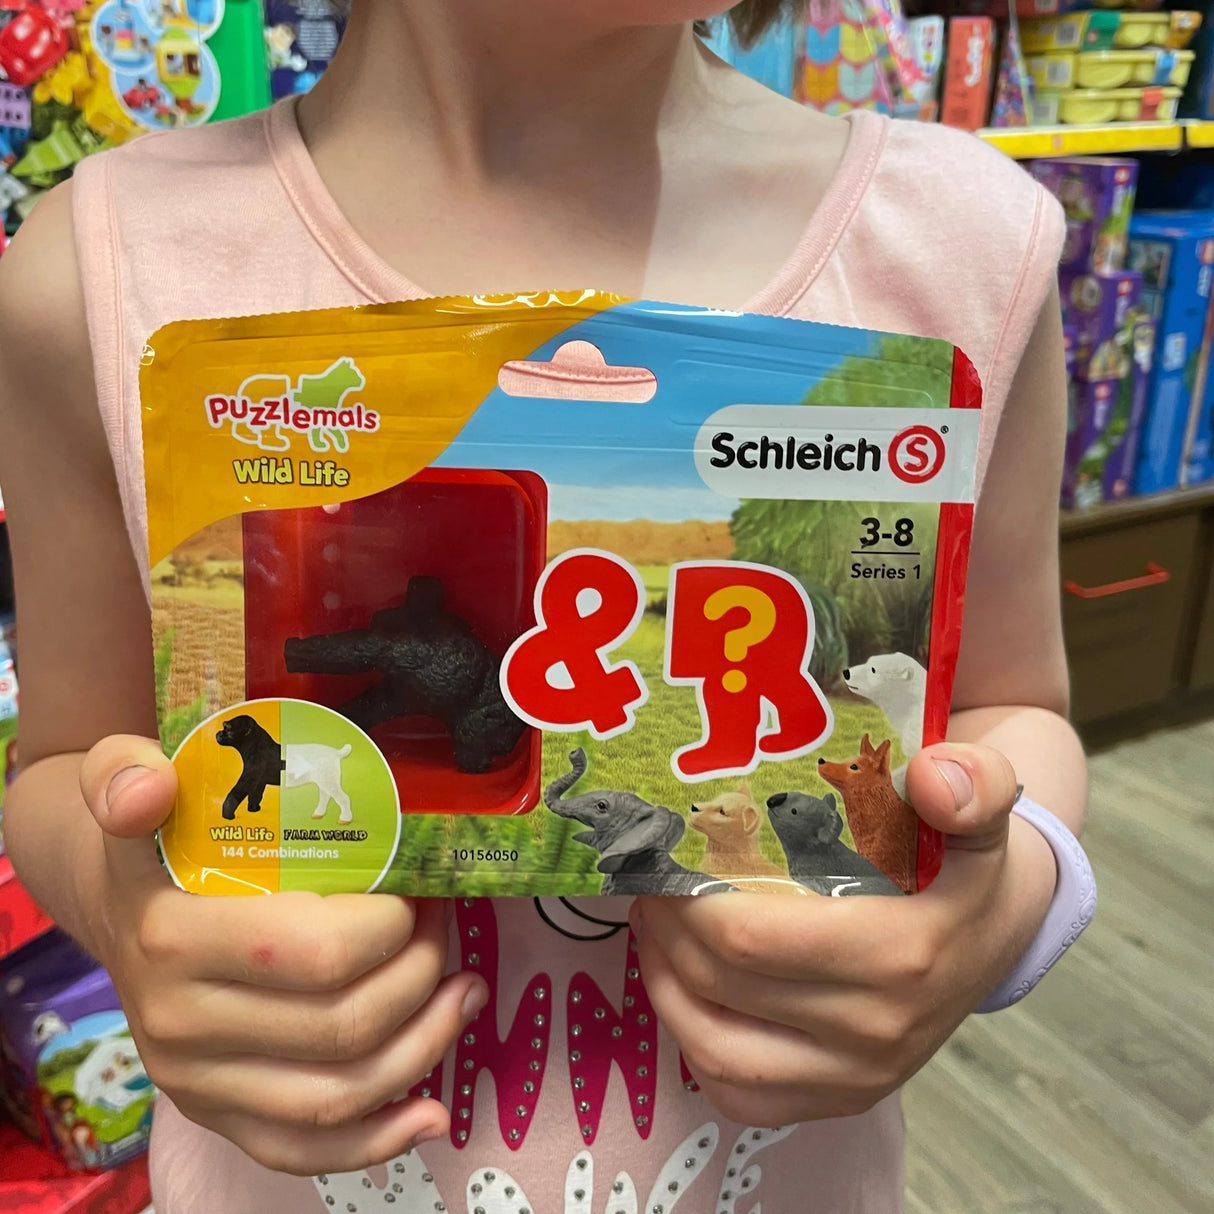 Puzzlemals
Wild Life
Schleich S®
3-8
Series 1
&
?
Wild Life FARM WORLD
144 Combinations
10156050